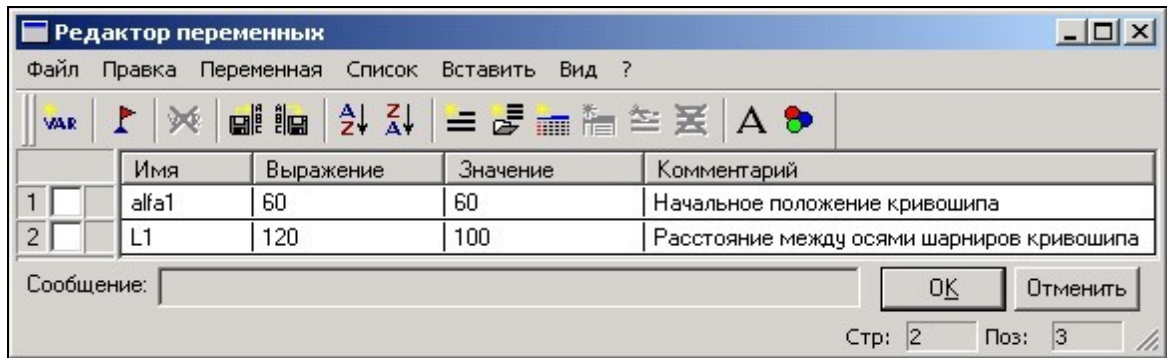 Редактор переменных
Файл Правка Переменная Список Вставить Вид ?
VAR A Z Z A A
Имя Выражение Значение Комментарий
1 alfa1 60 60 Начальное положение кривошипа
2 L1 120 100 Расстояние между осями шарниров кривошипа
Сообщение: OK Отменить
Стр: 2 Поз: 3